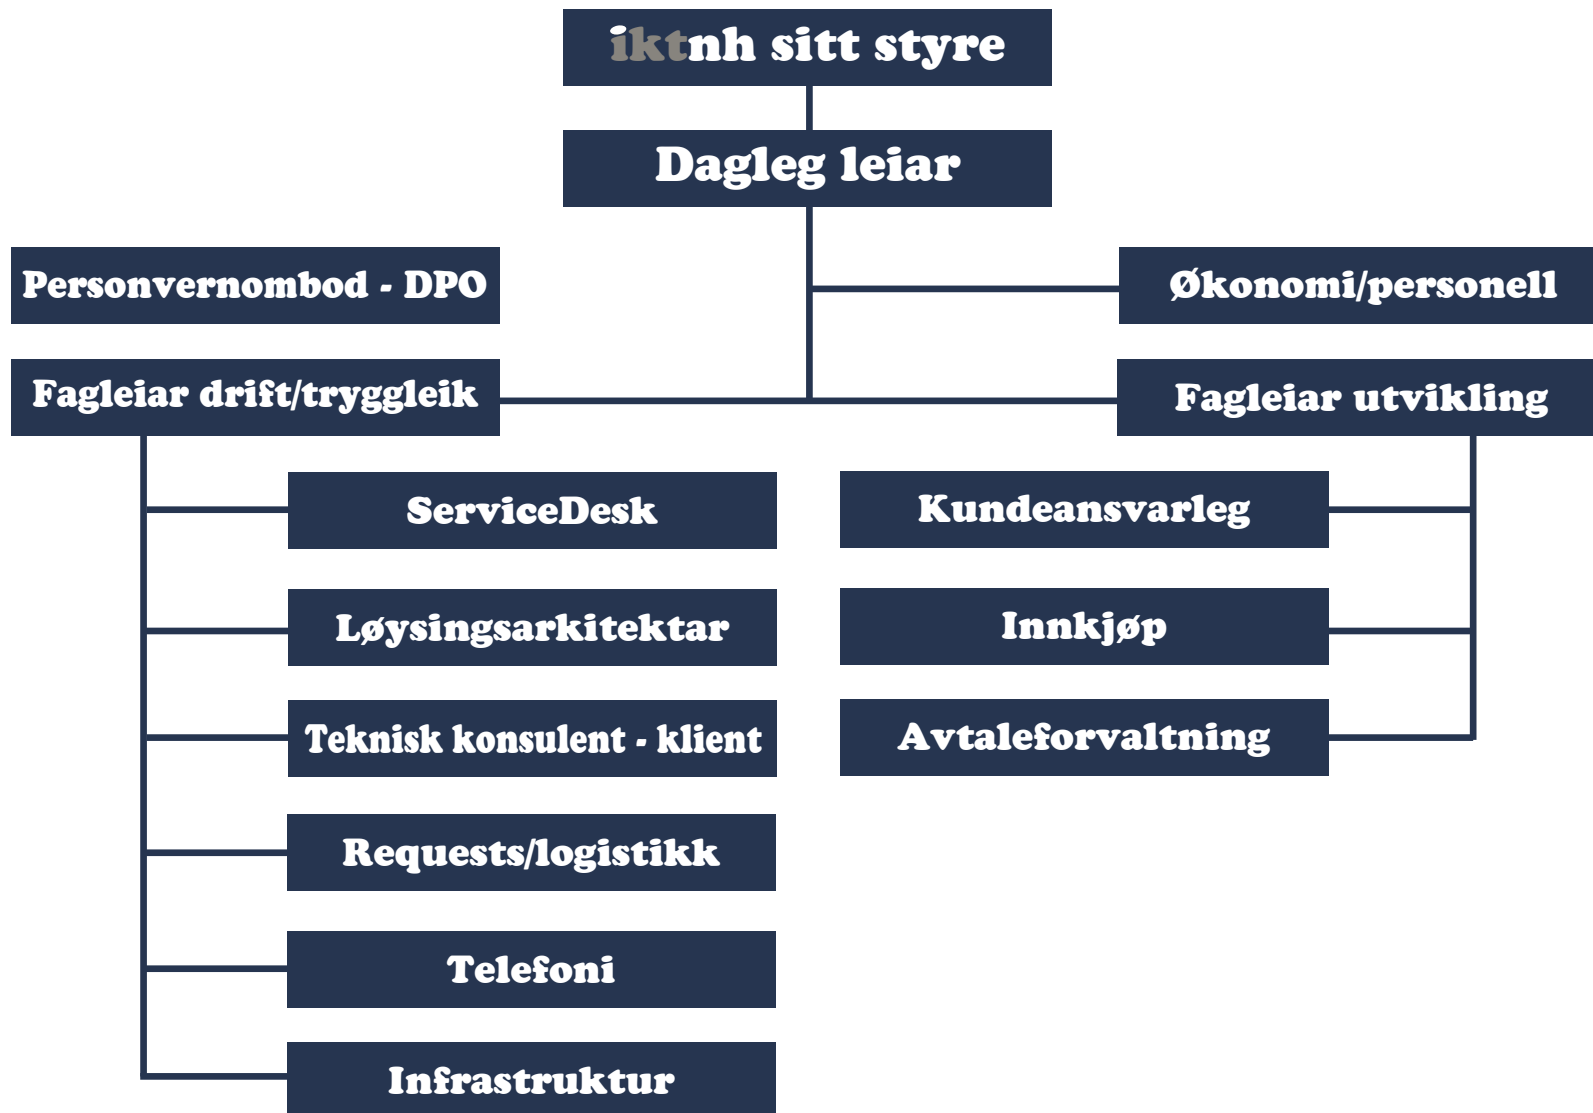 iktnh sitt styre
Dagleg leiar
Personvernombod - DPO
Økonomi/personell
Fagleiar drift/tryggleik
Fagleiar utvikling
ServiceDesk
Kundeansvarleg
Løysingsarkitektar
Innkjøp
Teknisk konsulent - klient
Avtaleforvaltning
Requests/logistikk
Telefoni
Infrastruktur